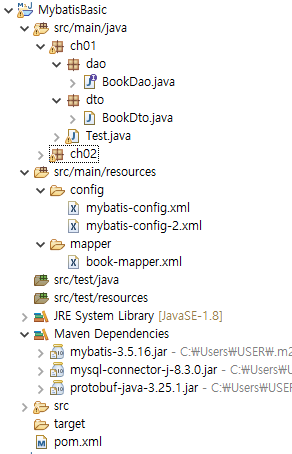 MybatisBasic
src/main/java
ch01
dao
BookDao.java
dto
BookDto.java
Test.java
ch02
src/main/resources
config
mybatis-config.xml
mybatis-config-2.xml
mapper
book-mapper.xml
src/test/java
src/test/resources
JRE System Library [JavaSE-1.8]
Maven Dependencies
mybatis-3.5.16.jar - C:₩Users₩USER₩.m2
mysql-connector-j-8.3.0.jar - C:₩Users
protobuf-java-3.25.1.jar - C:₩Users₩U
src
target
pom.xml